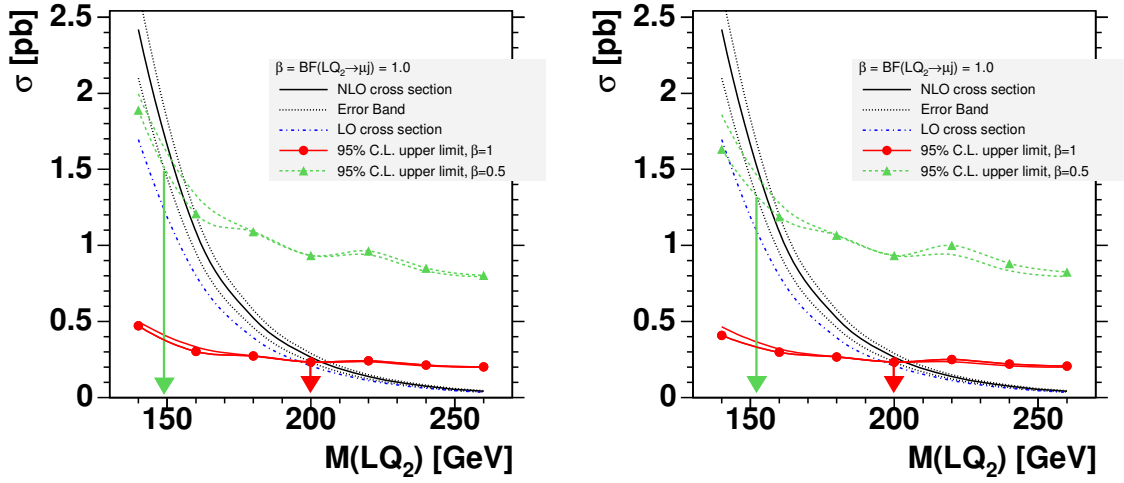 σ [pb]
2.5
2
1.5
1
0.5
0
β = BF(LQ₂→μj) = 1.0
NLO cross section
Error Band
LO cross section
95% C.L. upper limit, β=1
95% C.L. upper limit, β=0.5
150 200 250
M(LQ₂) [GeV]
σ [pb]
2.5
2
1.5
1
0.5
0
β = BF(LQ₂→μj) = 1.0
NLO cross section
Error Band
LO cross section
95% C.L. upper limit, β=1
95% C.L. upper limit, β=0.5
150 200 250
M(LQ₂) [GeV]